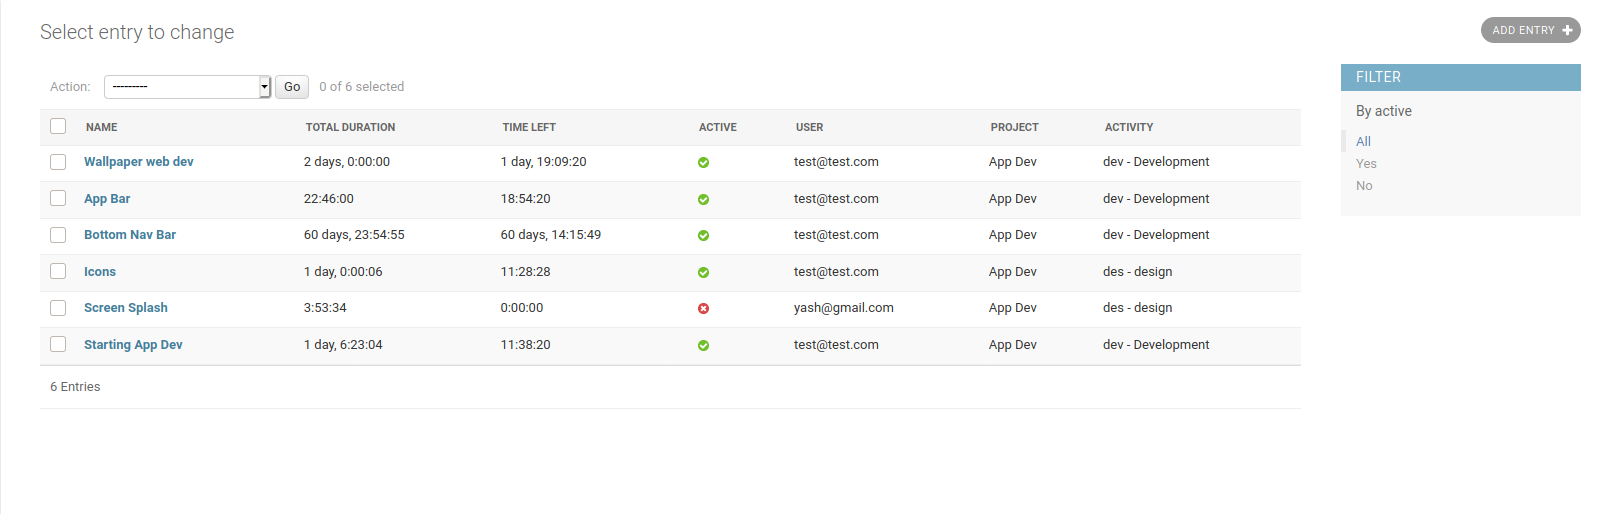 Select entry to change
ADD ENTRY
Action: --------- Go 0 of 6 selected
FILTER
By active
All
Yes
No
NAME TOTAL DURATION TIME LEFT ACTIVE USER PROJECT ACTIVITY
Wallpaper web dev 2 days, 0:00:00 1 day, 19:09:20 test@test.com App Dev dev - Development
App Bar 22:46:00 18:54:20 test@test.com App Dev dev - Development
Bottom Nav Bar 60 days, 23:54:55 60 days, 14:15:49 test@test.com App Dev dev - Development
Icons 1 day, 0:00:06 11:28:28 test@test.com App Dev des - design
Screen Splash 3:53:34 0:00:00 yash@gmail.com App Dev des - design
Starting App Dev 1 day, 6:23:04 11:38:20 test@test.com App Dev dev - Development
6 Entries